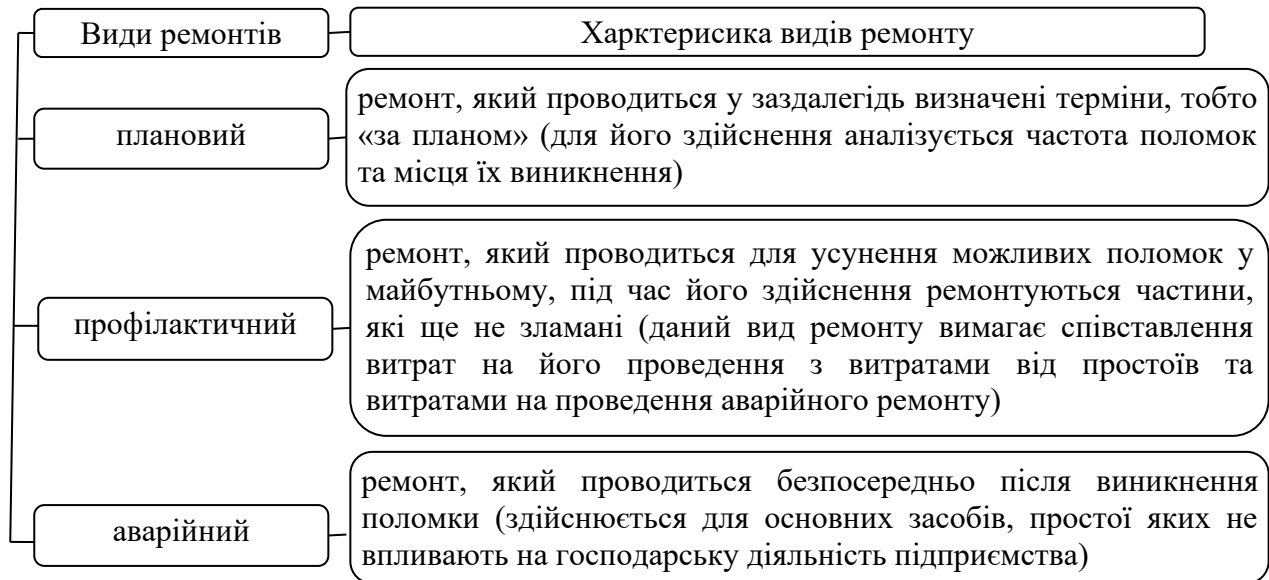 Види ремонтів
Харктерисика видів ремонту
плановий
ремонт, який проводиться у заздалегідь визначені терміни, тобто
«за планом» (для його здійснення аналізується частота поломок
та місця їх виникнення)
профілактичний
ремонт, який проводиться для усунення можливих поломок у
майбутньому, під час його здійснення ремонтуються частини,
які ще не зламані (даний вид ремонту вимагає співставлення
витрат на його проведення з витратами від простоїв та
витратами на проведення аварійного ремонту)
аварійний
ремонт, який проводиться безпосередньо після виникнення
поломки (здійснюється для основних засобів, простої яких не
впливають на господарську діяльність підприємства)